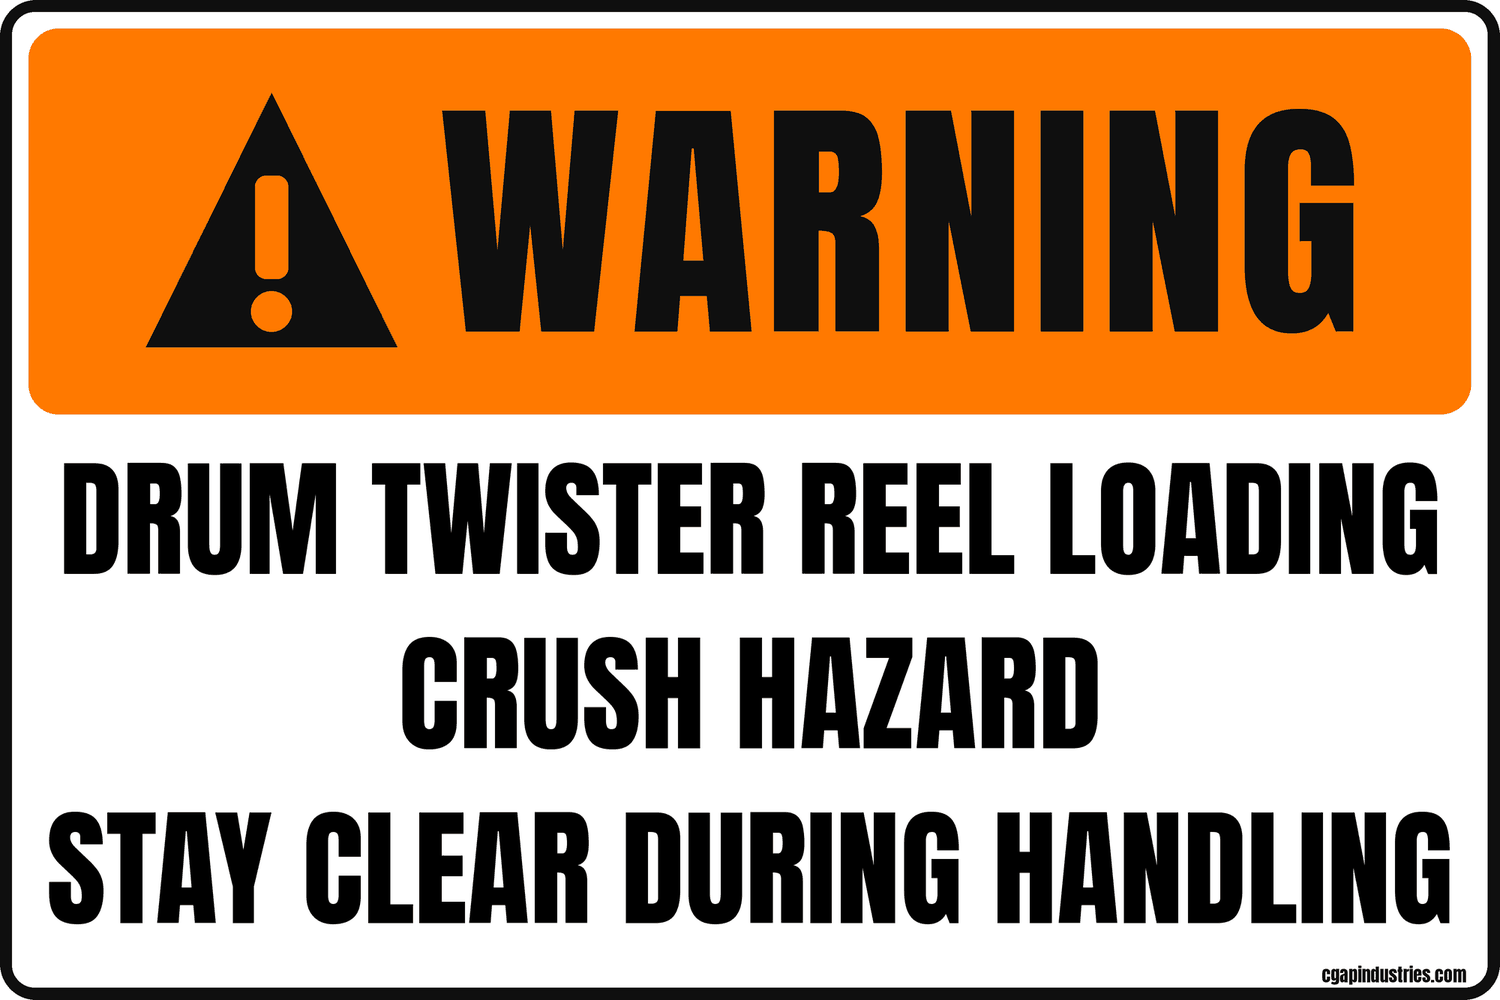 WARNING
DRUM TWISTER REEL LOADING
CRUSH HAZARD
STAY CLEAR DURING HANDLING
cgapindustries.com